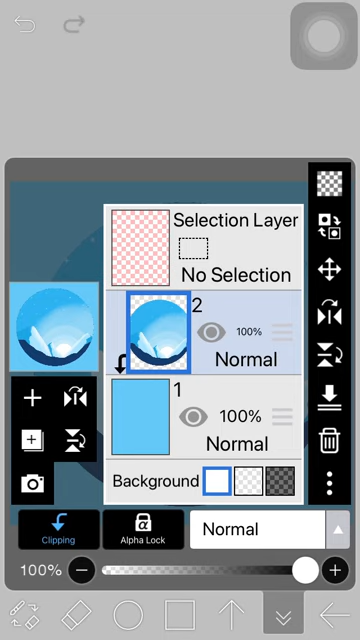 Selection Layer
No Selection
2
100%
Normal
1
100%
Normal
Background
Clipping
α
Alpha Lock
Normal
100%